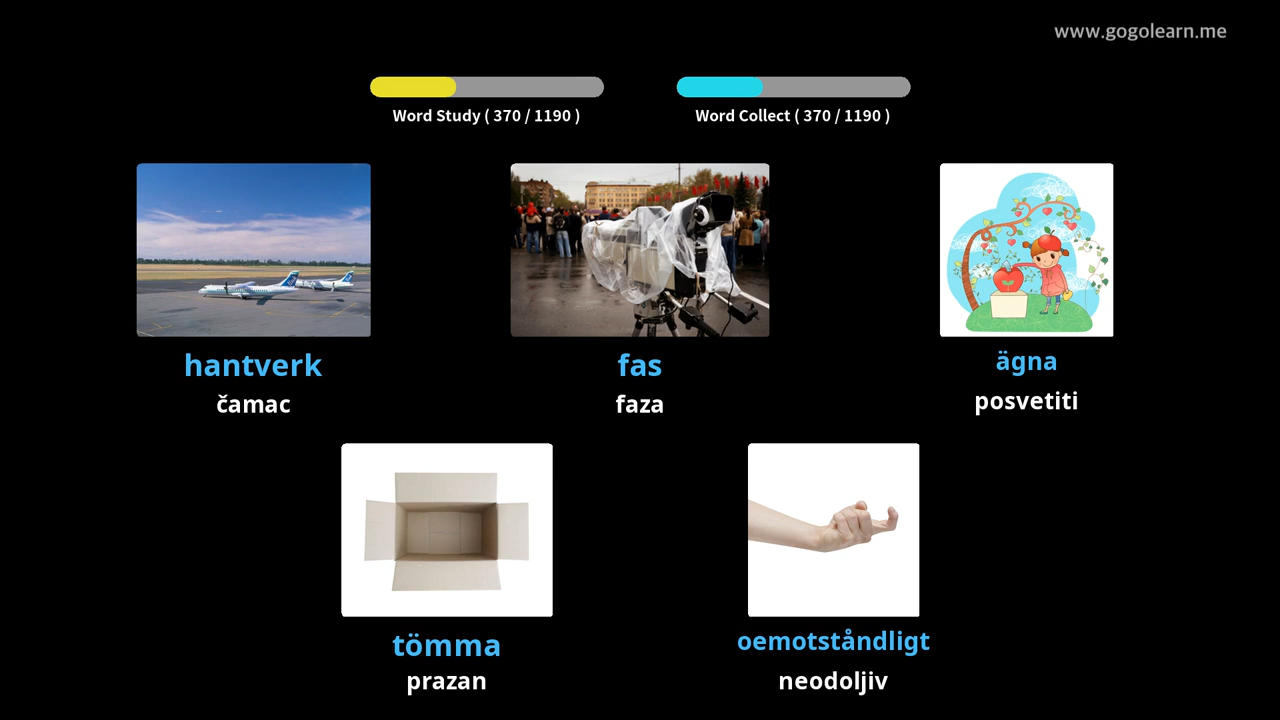 www.gogolearn.me
Word Study ( 370 / 1190 )
Word Collect ( 370 / 1190 )
hantverk
čamac
fas
faza
ägna
posvetiti
tömma
prazan
oemotståndligt
neodoljiv